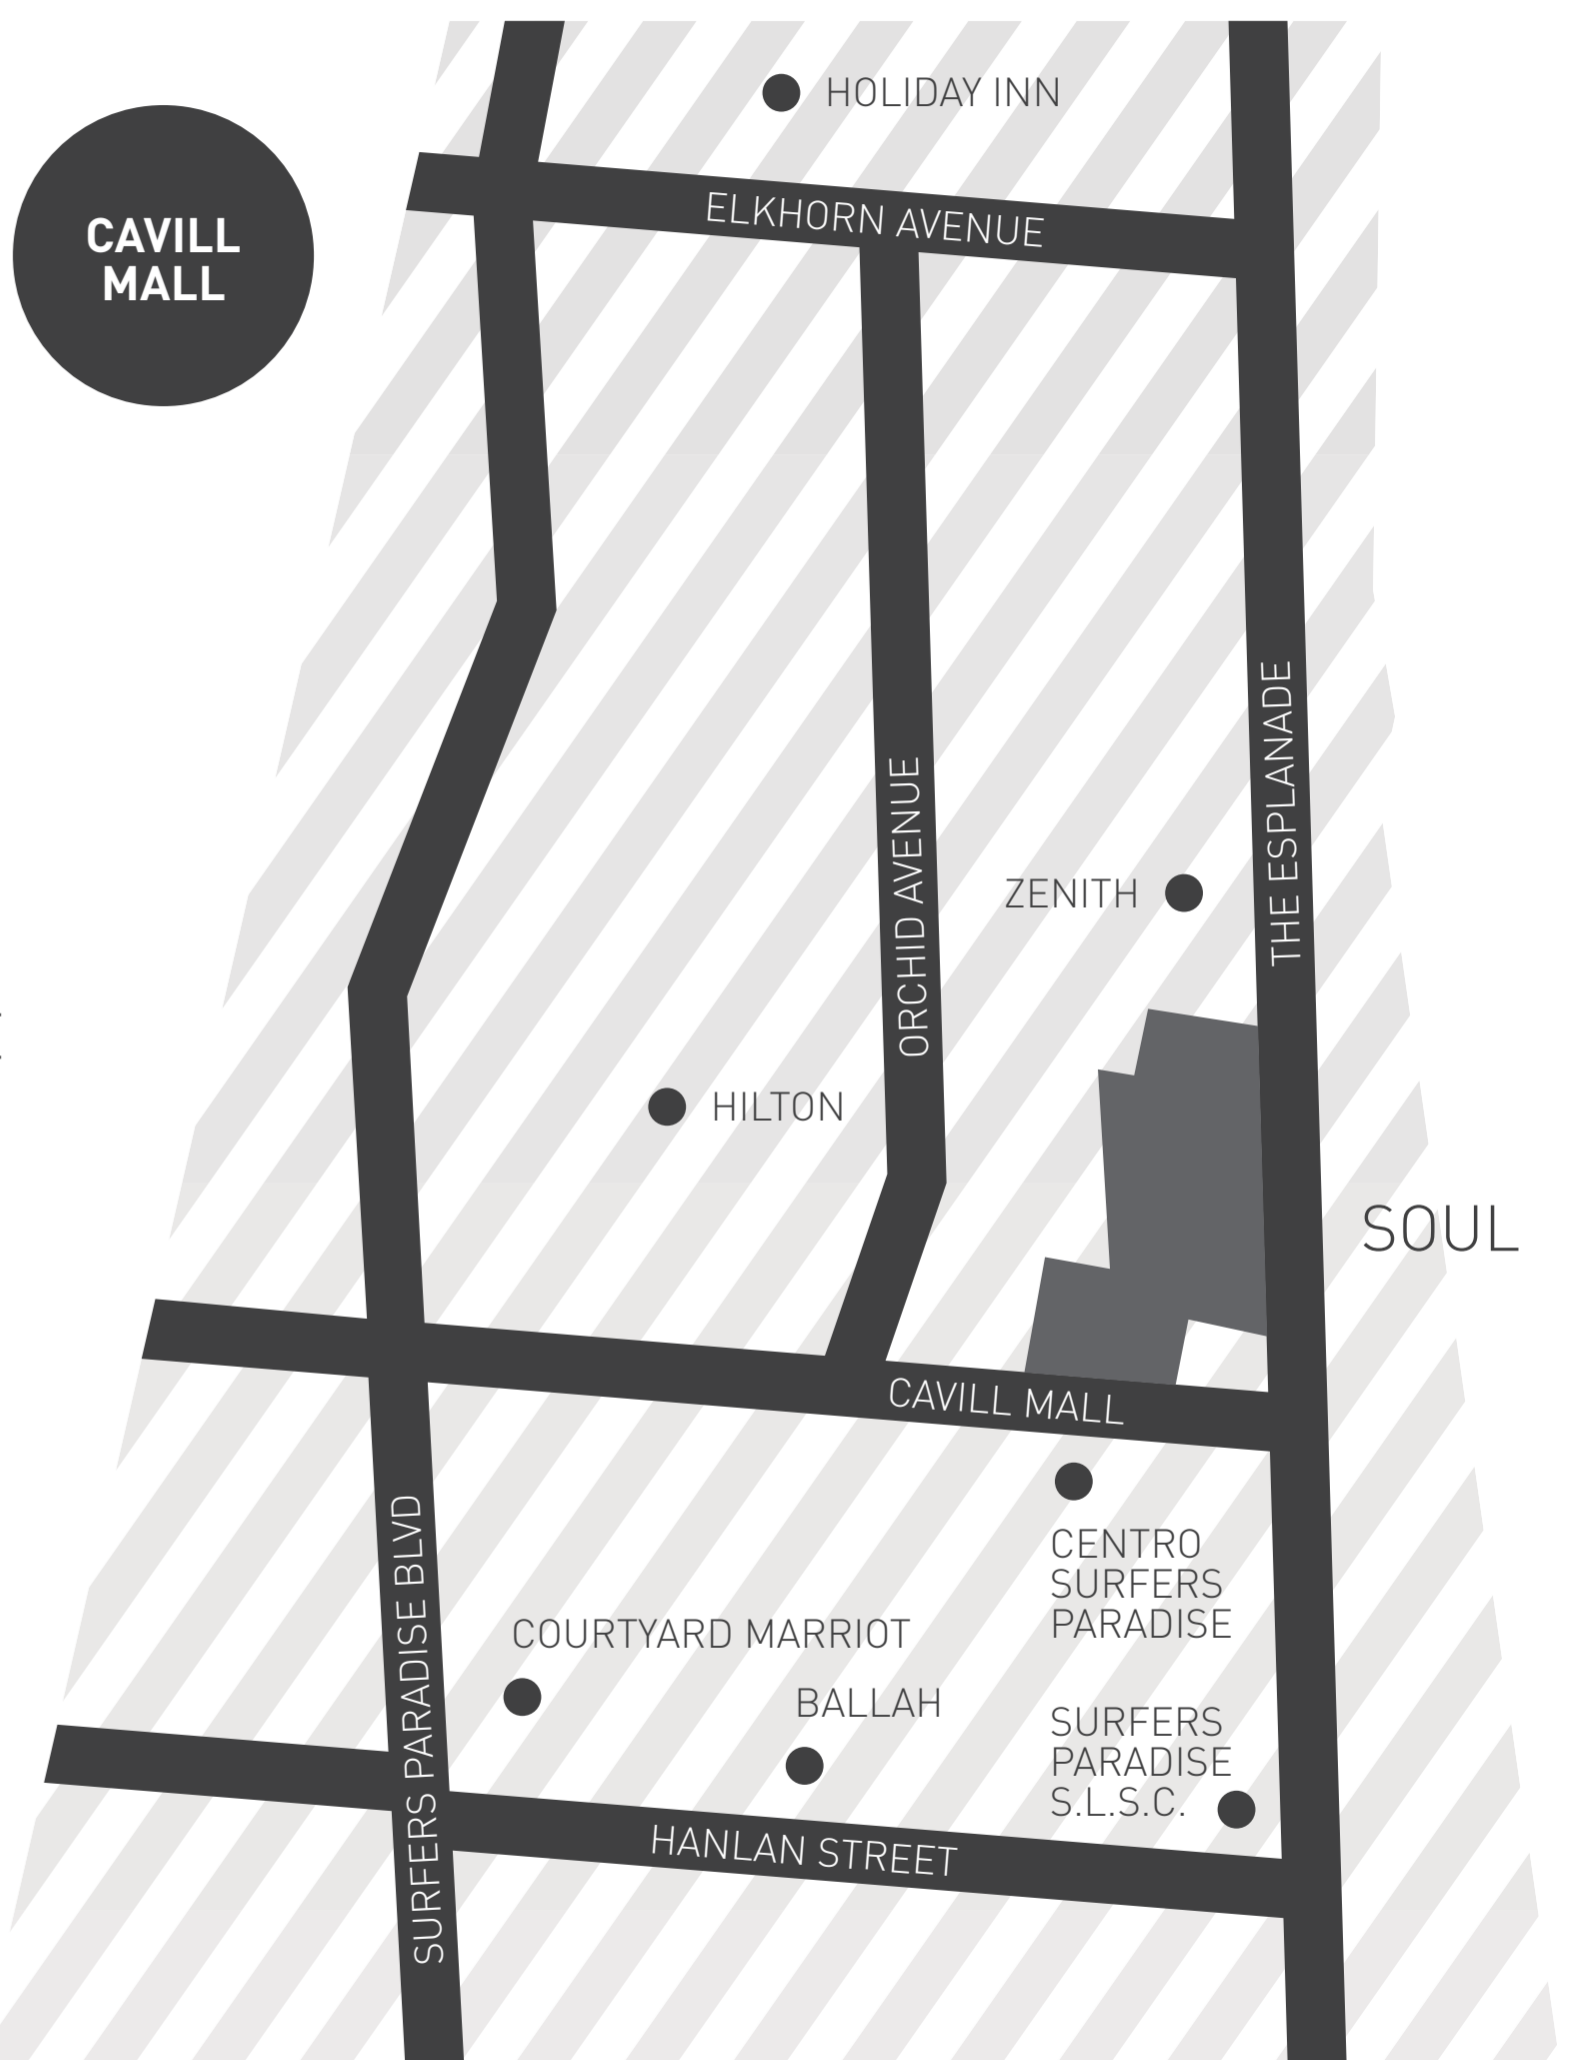 HOLIDAY INN
CAVILL
MALL
ELKHORN AVENUE
THE ESPLANADE
ORCHID AVENUE
ZENITH
HILTON
SOUL
CAVILL MALL
CENTRO
SURFERS
PARADISE
SURFERS PARADISE BLVD
COURTYARD MARRIOT
BALLAH
SURFERS
PARADISE
S.L.S.C.
HANLAN STREET